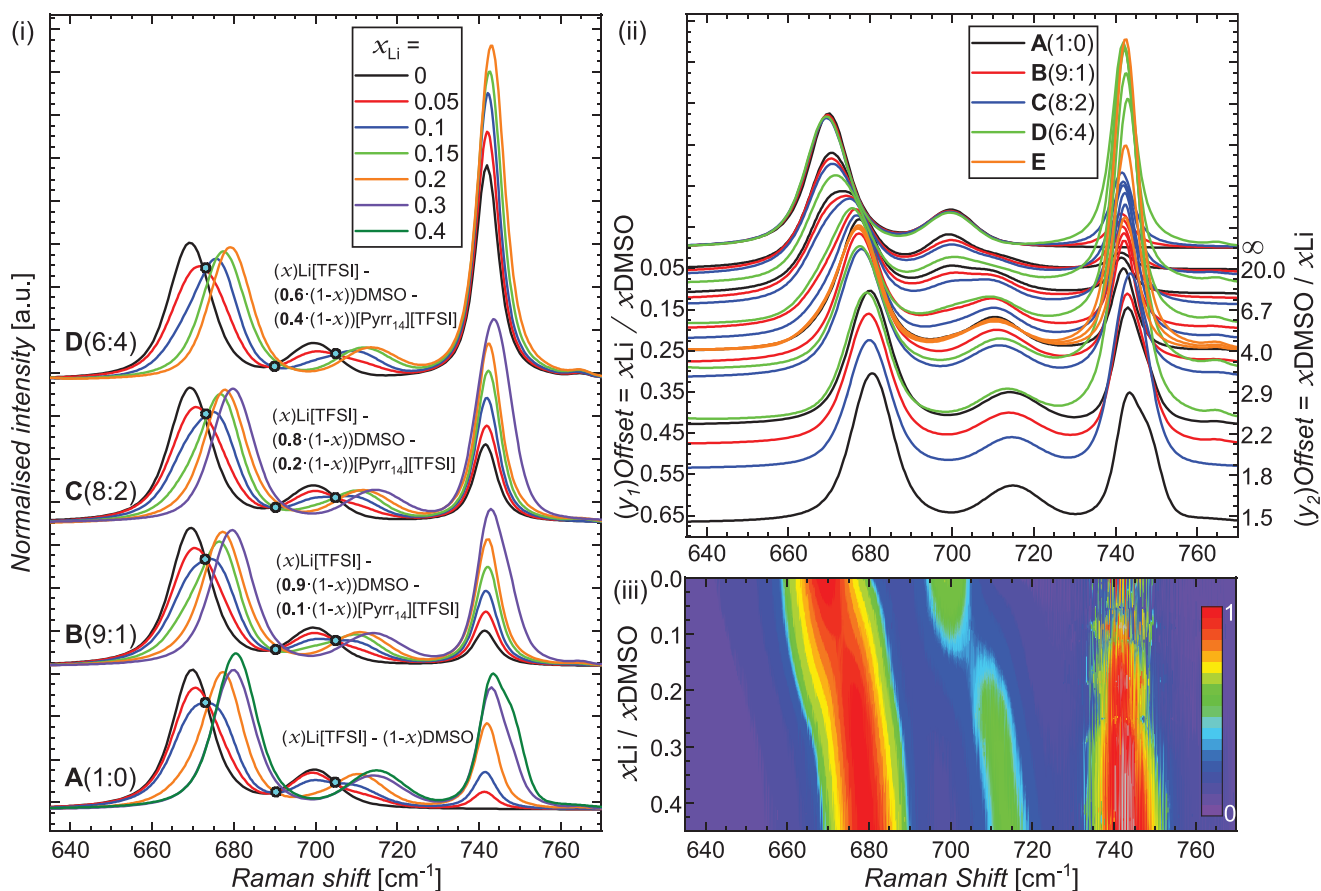 (i)
Normalised intensity [a.u.]
xLi =
0
0.05
0.1
0.15
0.2
0.3
0.4
(x)Li[TFSI] -
(0.6·(1-x))DMSO -
(0.4·(1-x))[Pyrr14][TFSI]
D(6:4)
(x)Li[TFSI] -
(0.8·(1-x))DMSO -
(0.2·(1-x))[Pyrr14][TFSI]
C(8:2)
(x)Li[TFSI] -
(0.9·(1-x))DMSO -
(0.1·(1-x))[Pyrr14][TFSI]
B(9:1)
(x)Li[TFSI] - (1-x)DMSO
A(1:0)
640 660 680 700 720 740 760
Raman shift [cm-1]
(ii)
A(1:0)
B(9:1)
C(8:2)
D(6:4)
E
(y1)Offset = xLi / xDMSO
0.05
0.15
0.25
0.35
0.45
0.55
0.65
∞
20.0
6.7
4.0
2.9
2.2
1.8
1.5
(y2)Offset = xDMSO / xLi
640 660 680 700 720 740 760
(iii)
xLi / xDMSO
0.0
0.1
0.2
0.3
0.4
1
0
640 660 680 700 720 740 760
Raman Shift [cm-1]